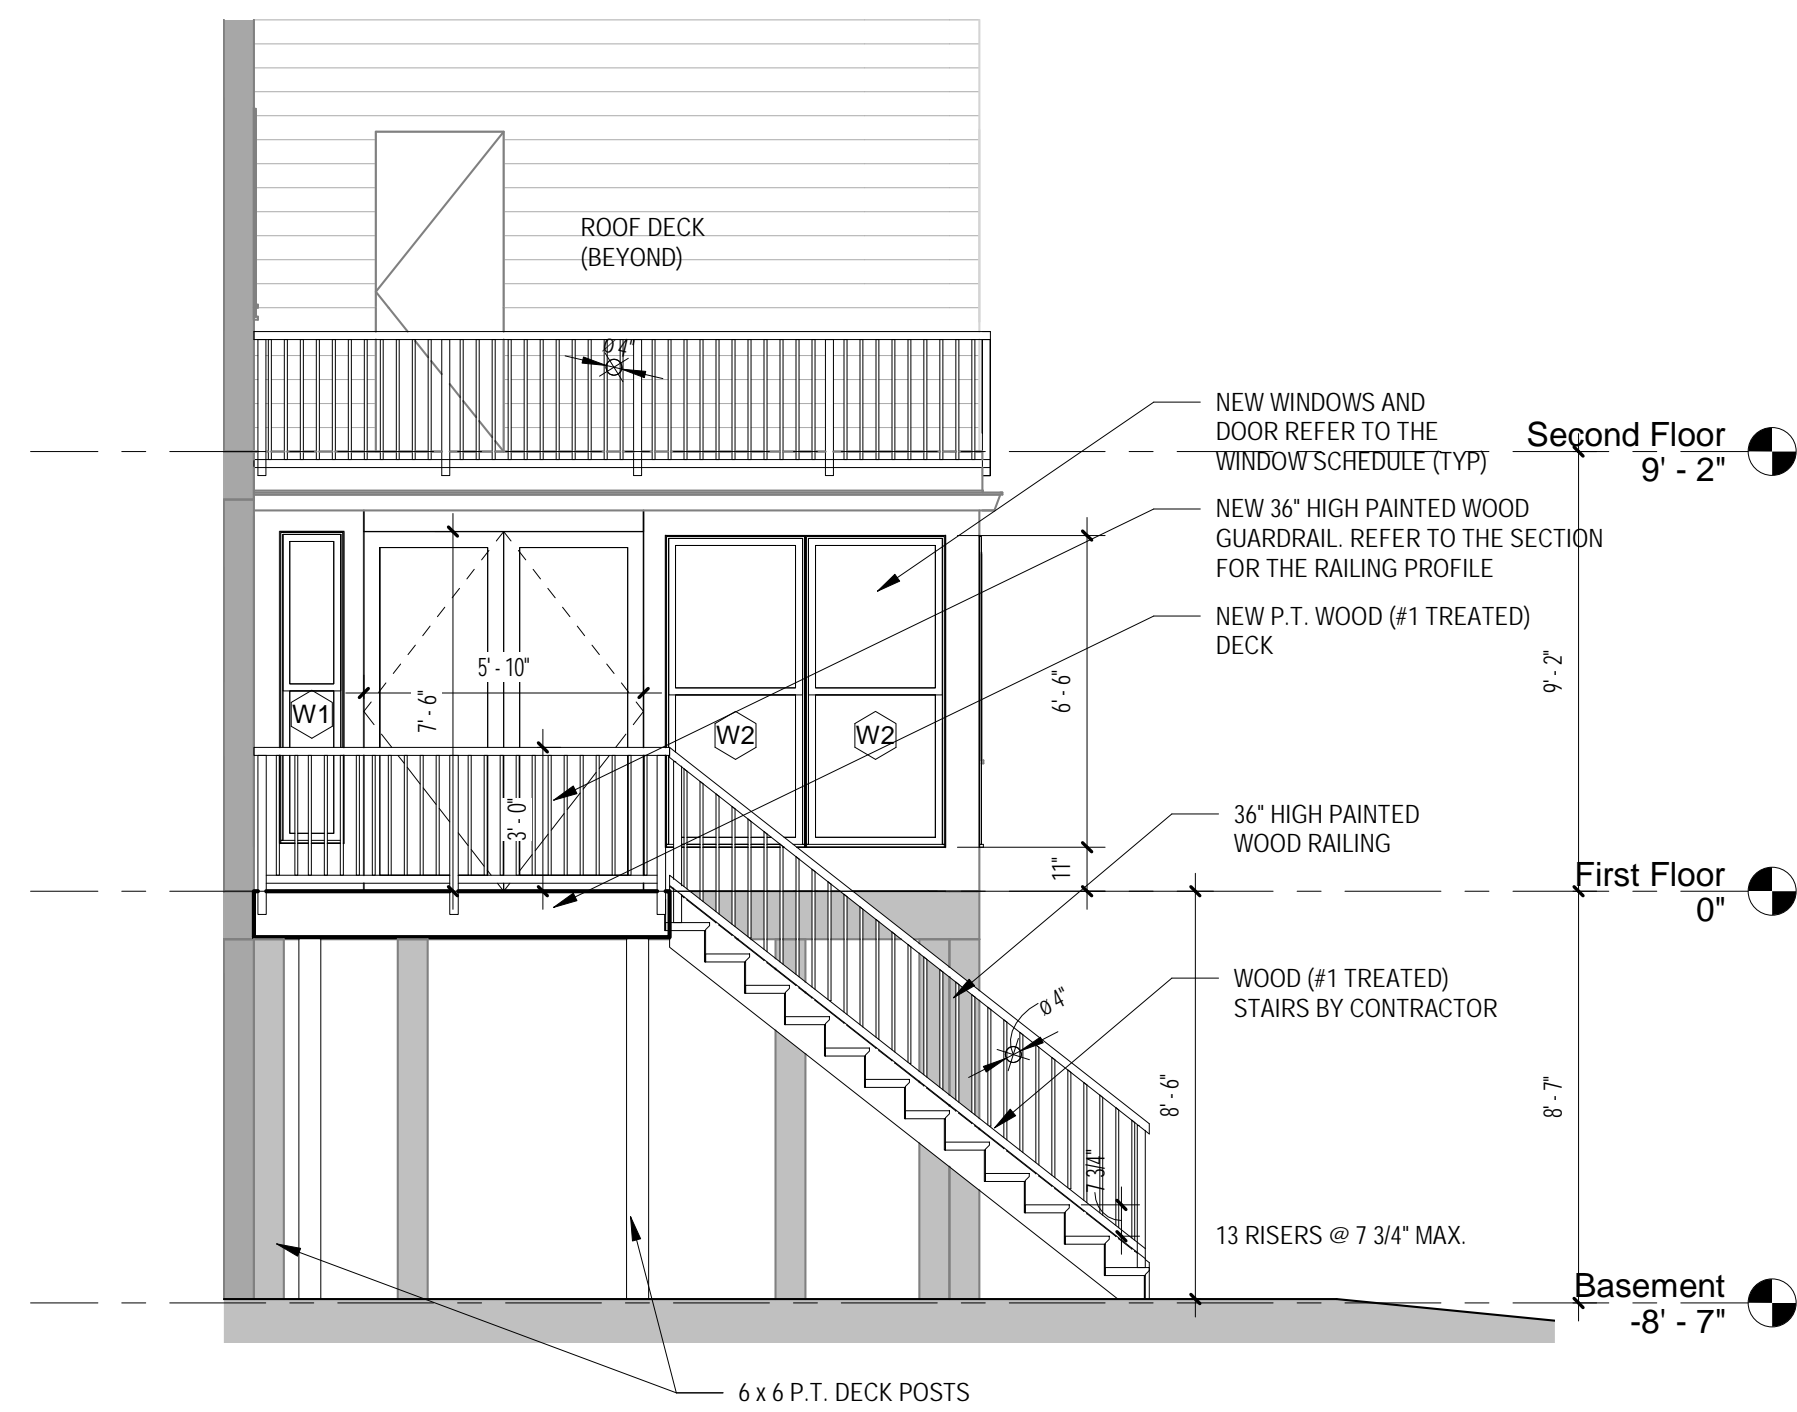 ROOF DECK
(BEYOND)
Ø 4"
NEW WINDOWS AND
DOOR REFER TO THE
WINDOW SCHEDULE (TYP)
Second Floor
9' - 2"
NEW 36" HIGH PAINTED WOOD
GUARDRAIL. REFER TO THE SECTION
FOR THE RAILING PROFILE
NEW P.T. WOOD (#1 TREATED)
DECK
5' - 10"
7' - 6"
6' - 6"
9' - 2"
W1
W2
W2
3' - 0"
11"
36" HIGH PAINTED
WOOD RAILING
First Floor
0"
WOOD (#1 TREATED)
STAIRS BY CONTRACTOR
Ø 4"
8' - 6"
8' - 7"
7 3/4"
13 RISERS @ 7 3/4" MAX.
Basement
-8' - 7"
6 x 6 P.T. DECK POSTS